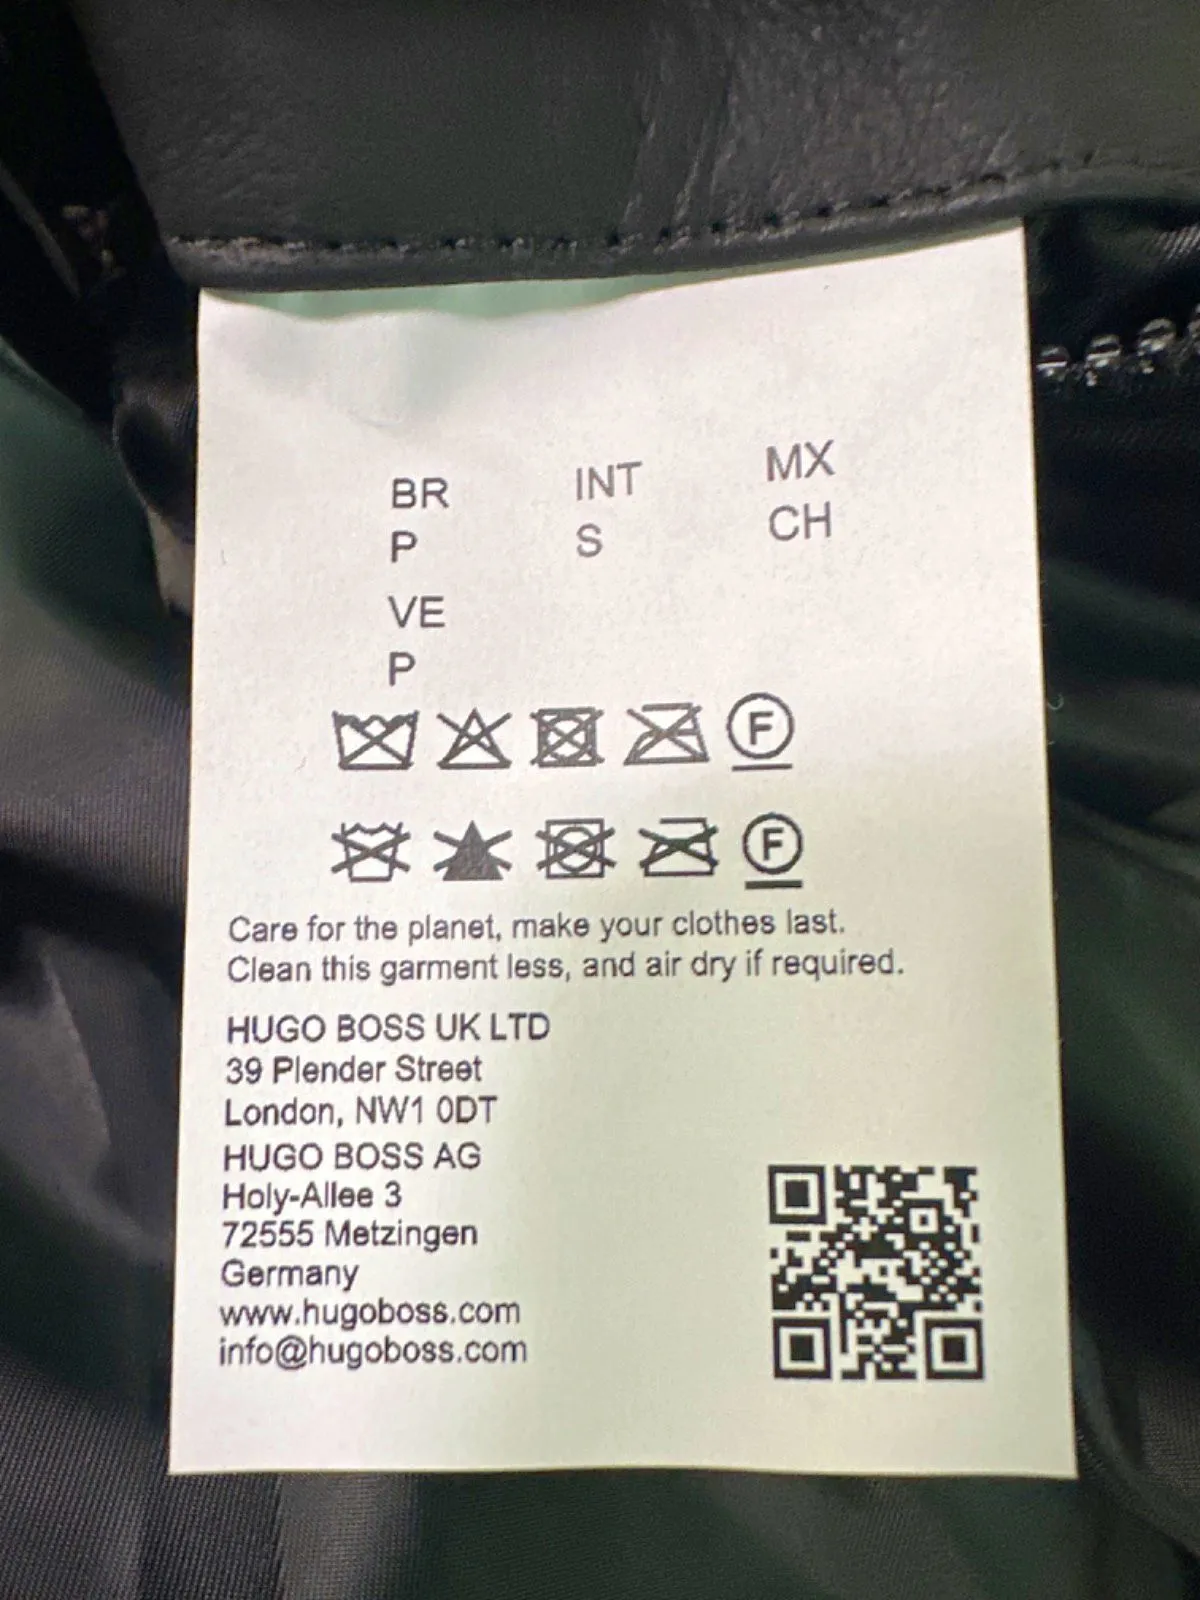 BR INT MX
P S CH
VE
P
F
F
Care for the planet, make your clothes last.
Clean this garment less, and air dry if required.
HUGO BOSS UK LTD
39 Plender Street
London, NW1 0DT
HUGO BOSS AG
Holy-Allee 3
72555 Metzingen
Germany
www.hugoboss.com
info@hugoboss.com